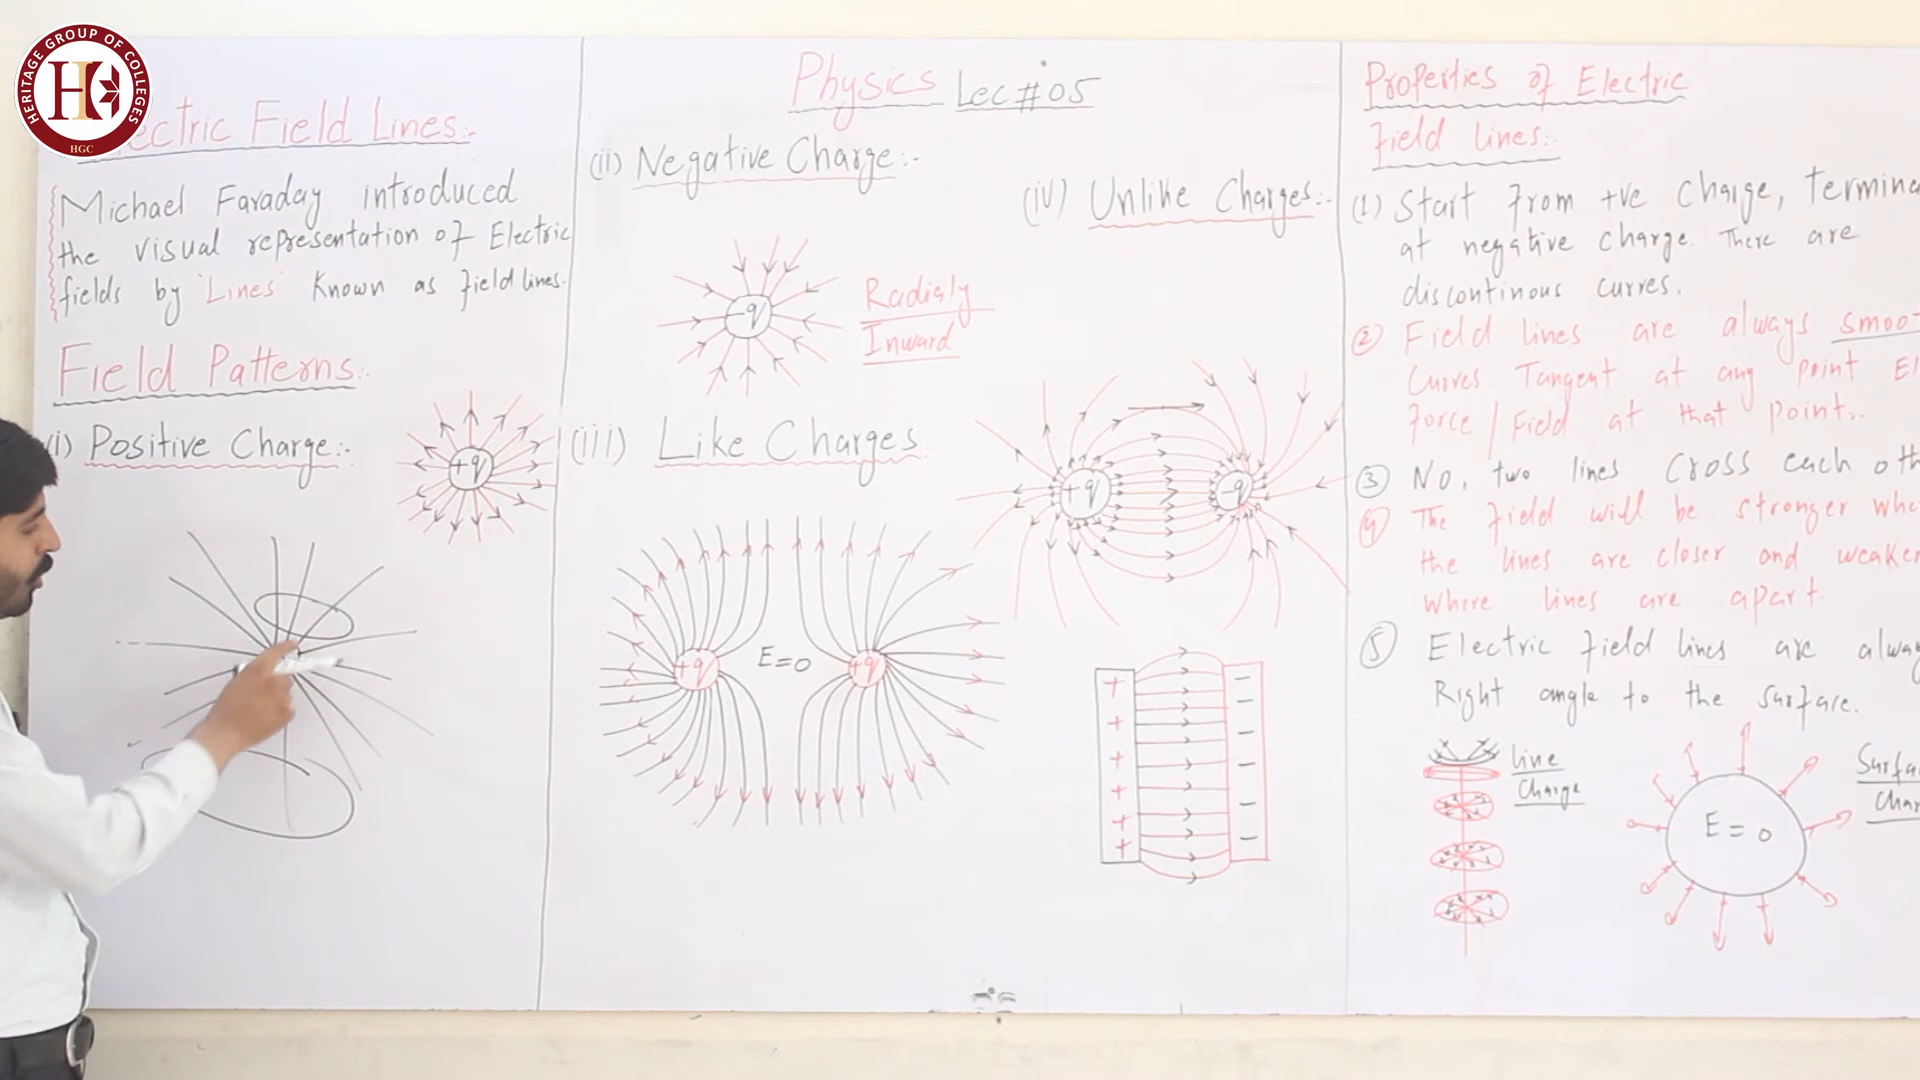 HERITAGE GROUP OF COLLEGES
HGC
Physics Lec#05
ectric Field Lines:-
Michael Faraday introduced
the visual representation of Electric
fields by 'Lines' Known as field lines.
Field Patterns:-
(i) Positive Charge:-
+q
(ii) Negative Charge:-
-q
Radialy
Inward
(iii) Like Charges
+q
E=0
+q
(iv) Unlike Charges:-
+q
-q
+
+
+
+
+
+
Properties of Electric
field lines:-
(1) Start from +ve Charge, termina
at negative charge. There are
discontinous curves.
(2) Field lines are always smoo
Curves. Tangent at any point El
force / Field at that point:.
(3) No, two lines Cross each oth
(4) The field will be stronger whe
the lines are closer and weaker
where lines are apart
(5) Electric field lines are alway
Right angle to the surface.
line
Charge
E = 0
Surfa
Char